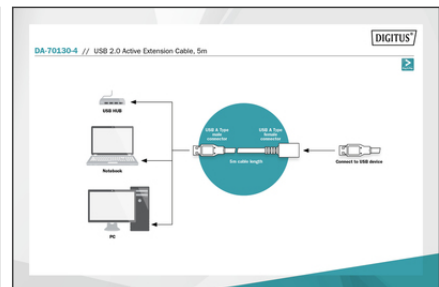 DIGITUS®
DA-70130-4 // USB 2.0 Active Extension Cable, 5m
USB HUB
Notebook
PC
USB A Type
male
connector
USB A Type
female
connector
5m cable length
Connect to USB device